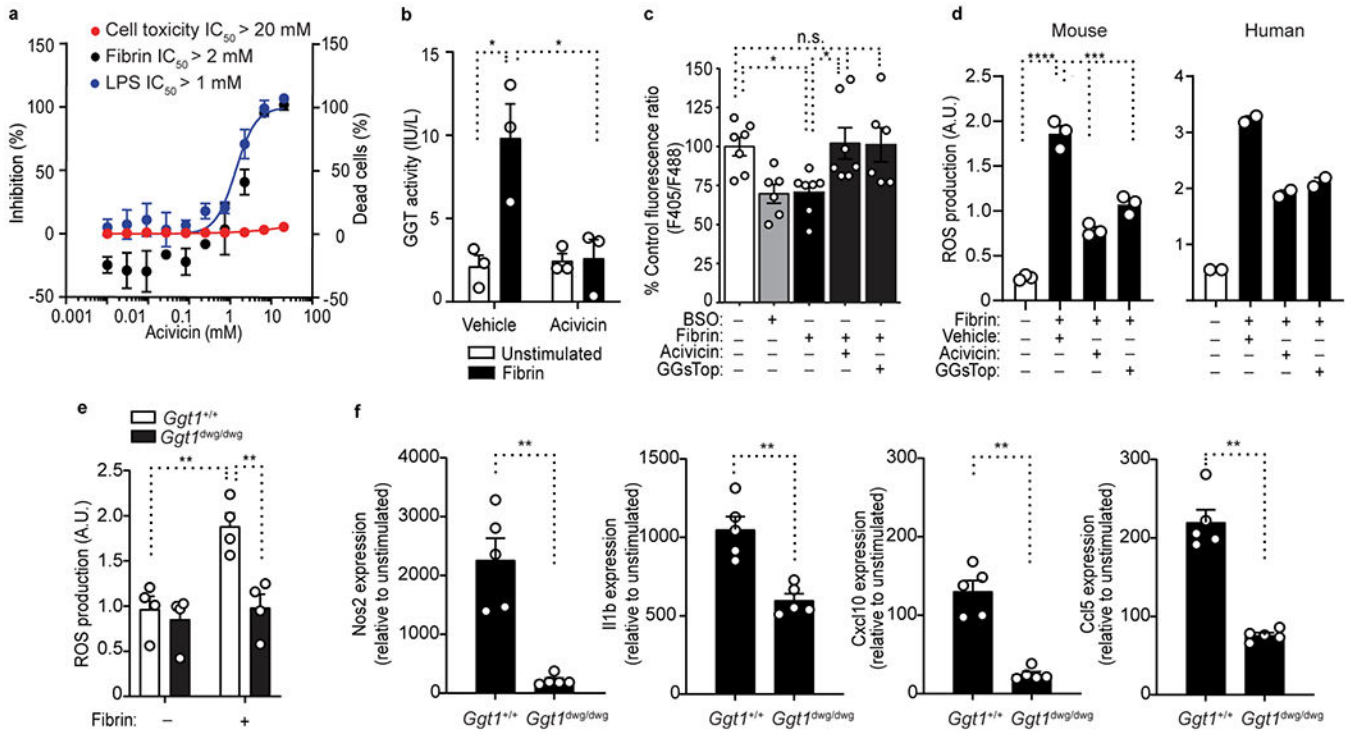 a
Cell toxicity IC50 > 20 mM
Fibrin IC50 > 2 mM
LPS IC50 > 1 mM
Inhibition (%)
150
100
50
0
-50
Dead cells (%)
150
100
50
0
-50
0.001 0.01 0.1 1 10 100
Acivicin (mM)
b
* *
GGT activity (IU/L)
15
10
5
0
Vehicle Acivicin
Unstimulated
Fibrin
c
n.s.
* *
% Control fluorescence ratio
(F405/F488)
150
125
100
75
50
25
0
BSO: – + – – –
Fibrin: – – + + +
Acivicin: – – – + –
GGsTop: – – – – +
d
Mouse Human
**** ***
ROS production (A.U.)
2.5
2.0
1.5
1.0
0.5
0.0
4
3
2
1
0
Fibrin: – + + + – + + +
Vehicle: – + – – – + – –
Acivicin: – – + – – – + –
GGsTop: – – – + – – – +
e
Ggt1+/+
Ggt1dwg/dwg
** **
ROS production (A.U.)
2.5
2.0
1.5
1.0
0.5
0.0
Fibrin: – +
f
**
Nos2 expression
(relative to unstimulated)
4000
3000
2000
1000
0
Ggt1+/+ Ggt1dwg/dwg
**
Il1b expression
(relative to unstimulated)
1500
1000
500
0
Ggt1+/+ Ggt1dwg/dwg
**
Cxcl10 expression
(relative to unstimulated)
300
200
100
0
Ggt1+/+ Ggt1dwg/dwg
**
Ccl5 expression
(relative to unstimulated)
300
200
100
0
Ggt1+/+ Ggt1dwg/dwg